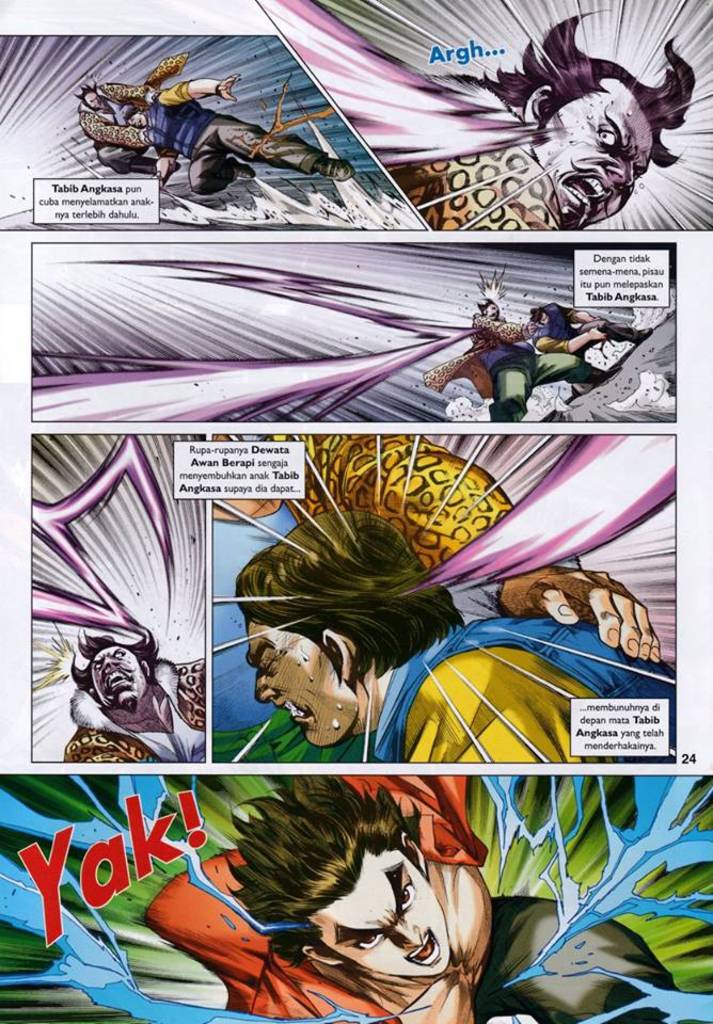 Argh...
Tabib Angkasa pun
cuba menyelamatkan anak-
nya terlebih dahulu.
Dengan tidak
semena-mena, pisau
itu pun melepaskan
Tabib Angkasa.
Rupa-rupanya Dewata
Awan Berapi sengaja
menyembuhkan anak Tabib
Angkasa supaya dia dapat...
...membunuhnya di
depan mata Tabib
Angkasa yang telah
menderhakainya.
24
Yak!